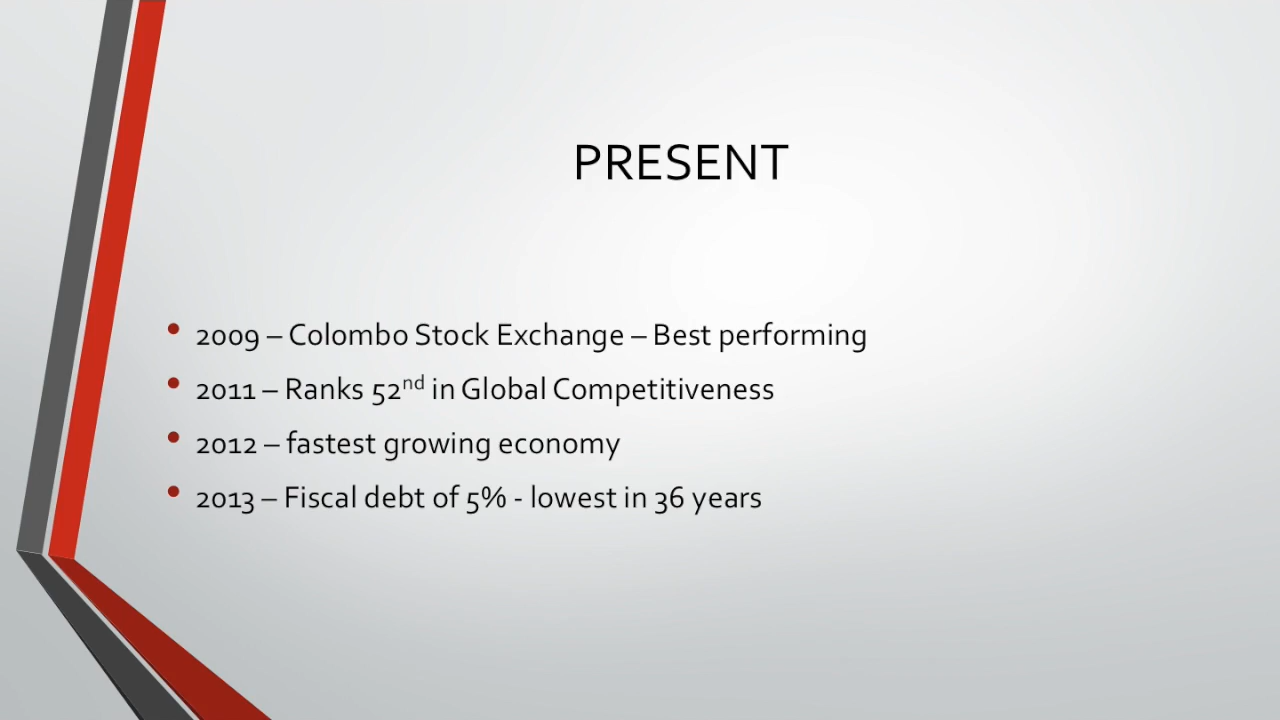 PRESENT
• 2009 – Colombo Stock Exchange – Best performing
• 2011 – Ranks 52nd in Global Competitiveness
• 2012 – fastest growing economy
• 2013 – Fiscal debt of 5% - lowest in 36 years